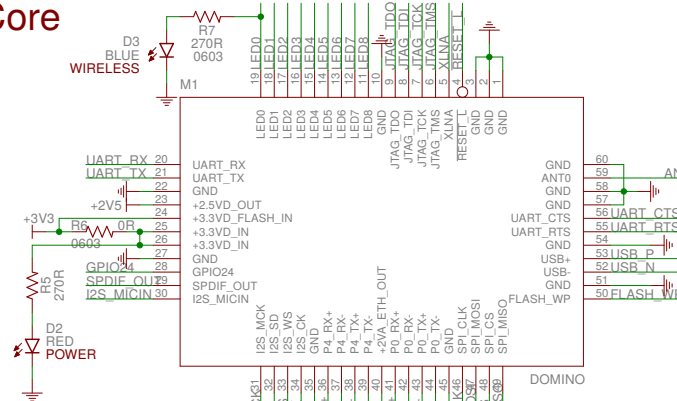 Core
R7
270R
0603
D3
BLUE
WIRELESS
M1
LED0
LED1
LED2
LED3
LED4
LED5
LED6
LED7
LED8
JTAG_TDO
JTAG_TDI
JTAG_TCK
JTAG_TMS
XLNA
RESET_L
19
18
17
16
15
14
13
12
11
10
9
8
7
6
5
4
3
2
1
LED0
LED1
LED2
LED3
LED4
LED5
LED6
LED7
LED8
GND
JTAG_TDO
JTAG_TDI
JTAG_TCK
JTAG_TMS
XLNA
RESET_L
GND
GND
GND
UART_RX 20 UART_RX
UART_TX 21 UART_TX
22 GND
+2V5 23 +2.5VD_OUT
+3V3 24 +3.3VD_FLASH_IN
R6 0R 25 +3.3VD_IN
0603 26 +3.3VD_IN
27 GND
GPIO24 28 GPIO24
SPDIF_OUT 29 SPDIF_OUT
I2S_MICIN 30 I2S_MICIN
R5
270R
D2
RED
POWER
GND 60
ANT0 59 AN
GND 58
GND 57
UART_CTS 56 UART_CTS
UART_RTS 55 UART_RTS
GND 54
USB+ 53 USB_P
USB- 52 USB_N
GND 51
FLASH_WP 50 FLASH_WP
I2S_MCK
I2S_SD
I2S_WS
I2S_CK
GND
P4_RX+
P4_RX-
P4_TX+
P4_TX-
+2VA_ETH_OUT
P0_RX+
P0_RX-
P0_TX+
P0_TX-
GND
SPI_CLK
SPI_MOSI
SPI_CS
SPI_MISO
31
32
33
34
35
36
37
38
39
40
41
42
43
44
45
46
47
48
49
DOMINO